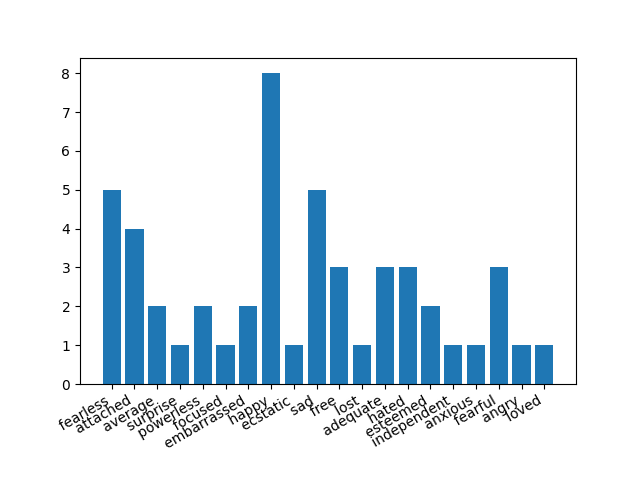 8
7
6
5
4
3
2
1
0
fearless
attached
average
surprise
powerless
focused
embarrassed
happy
ecstatic
sad
free
lost
adequate
hated
esteemed
independent
anxious
fearful
angry
loved